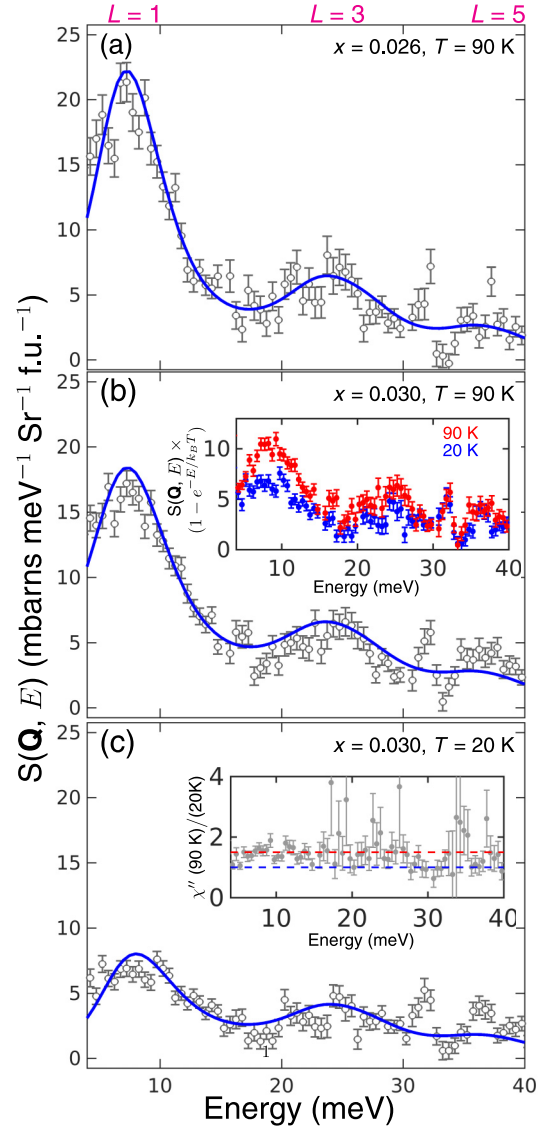 L = 1 L = 3 L = 5
(a) x = 0.026, T = 90 K
25
20
15
10
5
0
(b) x = 0.030, T = 90 K
25
20
15
10
5
0
S(Q, E) ×
(1 − e^{−E/k_BT})
10
5
0
90 K
20 K
10 20 30 40
Energy (meV)
(c) x = 0.030, T = 20 K
25
20
15
10
5
0
χ′′ (90 K)/(20K)
4
2
0
10 20 30 40
Energy (meV)
10 20 30 40
Energy (meV)
S(Q, E) (mbarns meV⁻¹ Sr⁻¹ f.u.⁻¹)